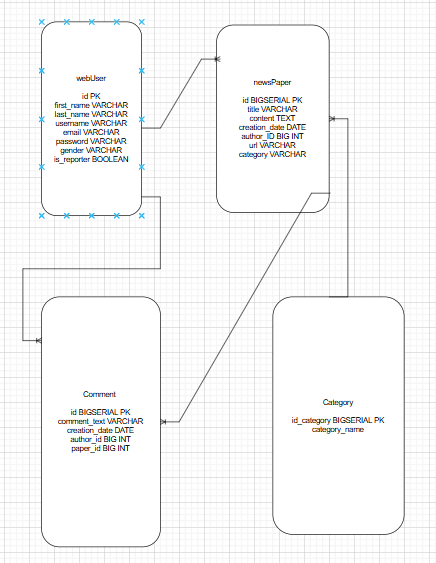 webUser
id PK
first_name VARCHAR
last_name VARCHAR
username VARCHAR
email VARCHAR
password VARCHAR
gender VARCHAR
is_reporter BOOLEAN
newsPaper
id BIGSERIAL PK
title VARCHAR
content TEXT
creation_date DATE
author_ID BIG INT
url VARCHAR
category VARCHAR
Comment
id BIGSERIAL PK
comment_text VARCHAR
creation_date DATE
author_id BIG INT
paper_id BIG INT
Category
id_category BIGSERIAL PK
category_name